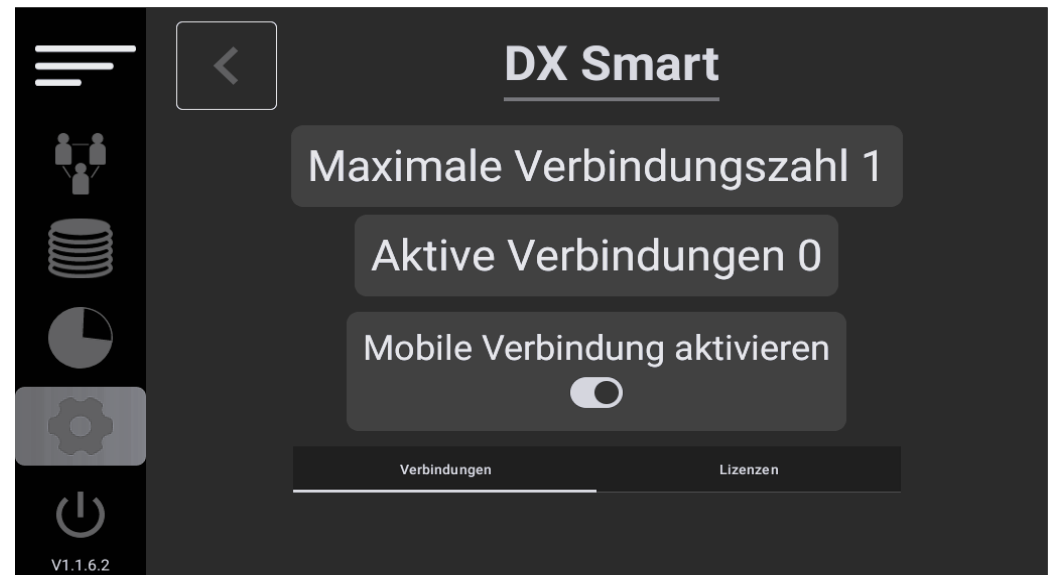 DX Smart
Maximale Verbindungszahl 1
Aktive Verbindungen 0
Mobile Verbindung aktivieren
Verbindungen
Lizenzen
V1.1.6.2